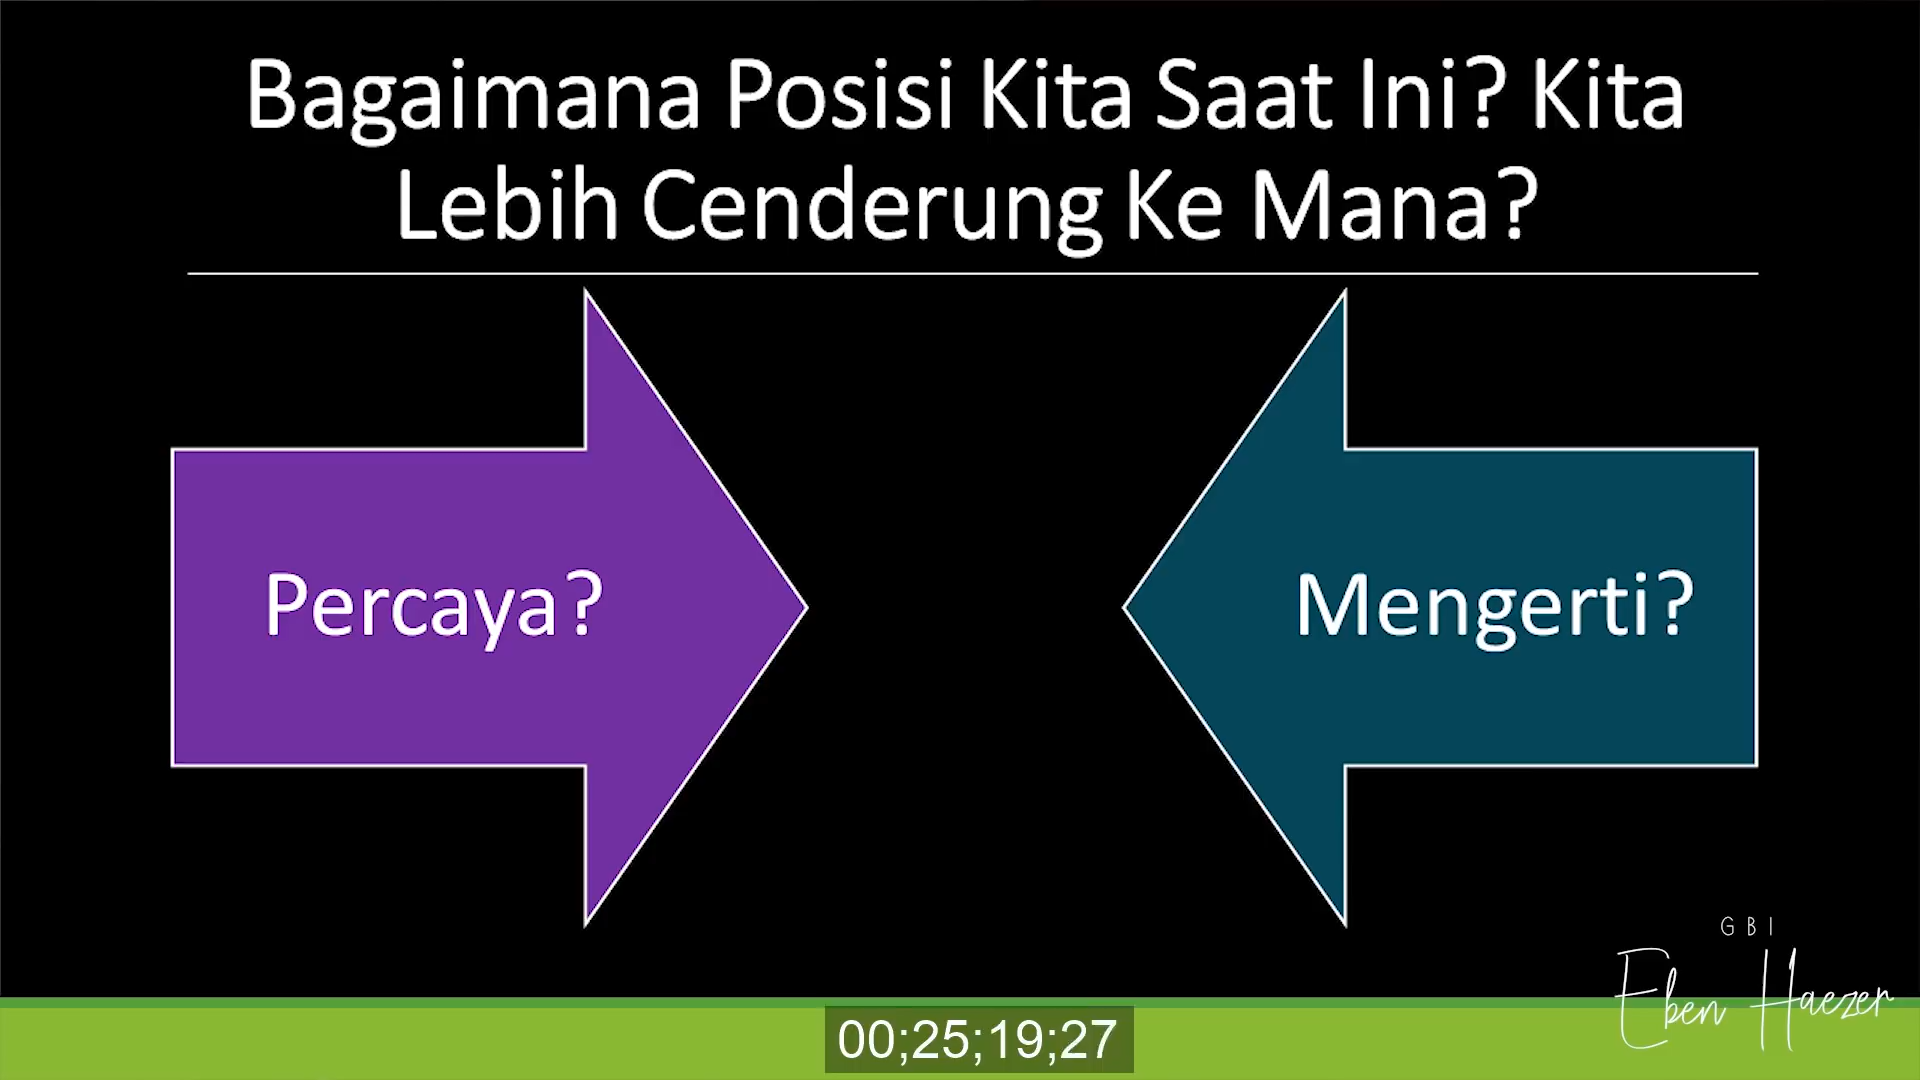 Bagaimana Posisi Kita Saat Ini? Kita
Lebih Cenderung Ke Mana?
Percaya?
Mengerti?
GBI
Eben Haezer
00;25;19;27